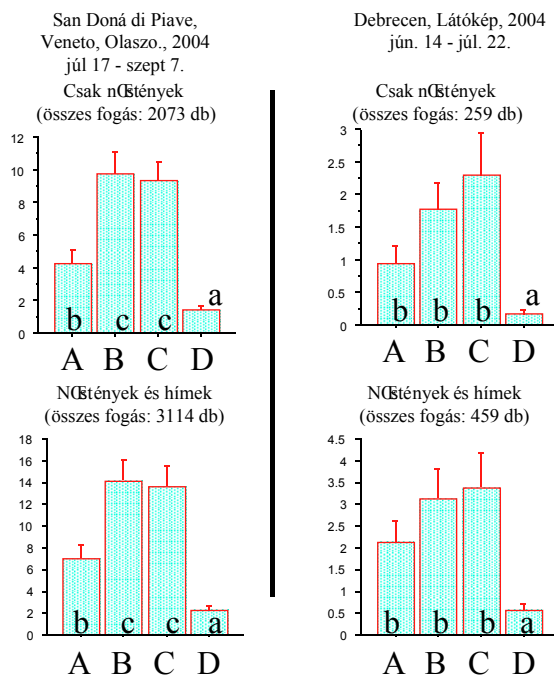 San Doná di Piave,
Veneto, Olaszo., 2004
júl 17 - szept 7.
Csak nŒstények
(összes fogás: 2073 db)
12
10
8
6
4
2
0
b
c
c
a
A B C D
NŒstények és hímek
(összes fogás: 3114 db)
18
16
14
12
10
8
6
4
2
0
b
c
c
a
A B C D
Debrecen, Látókép, 2004
jún. 14 - júl. 22.
Csak nŒstények
(összes fogás: 259 db)
3
2.5
2
1.5
1
0.5
0
b
b
b
a
A B C D
NŒstények és hímek
(összes fogás: 459 db)
4.5
4
3.5
3
2.5
2
1.5
1
0.5
0
b
b
b
a
A B C D